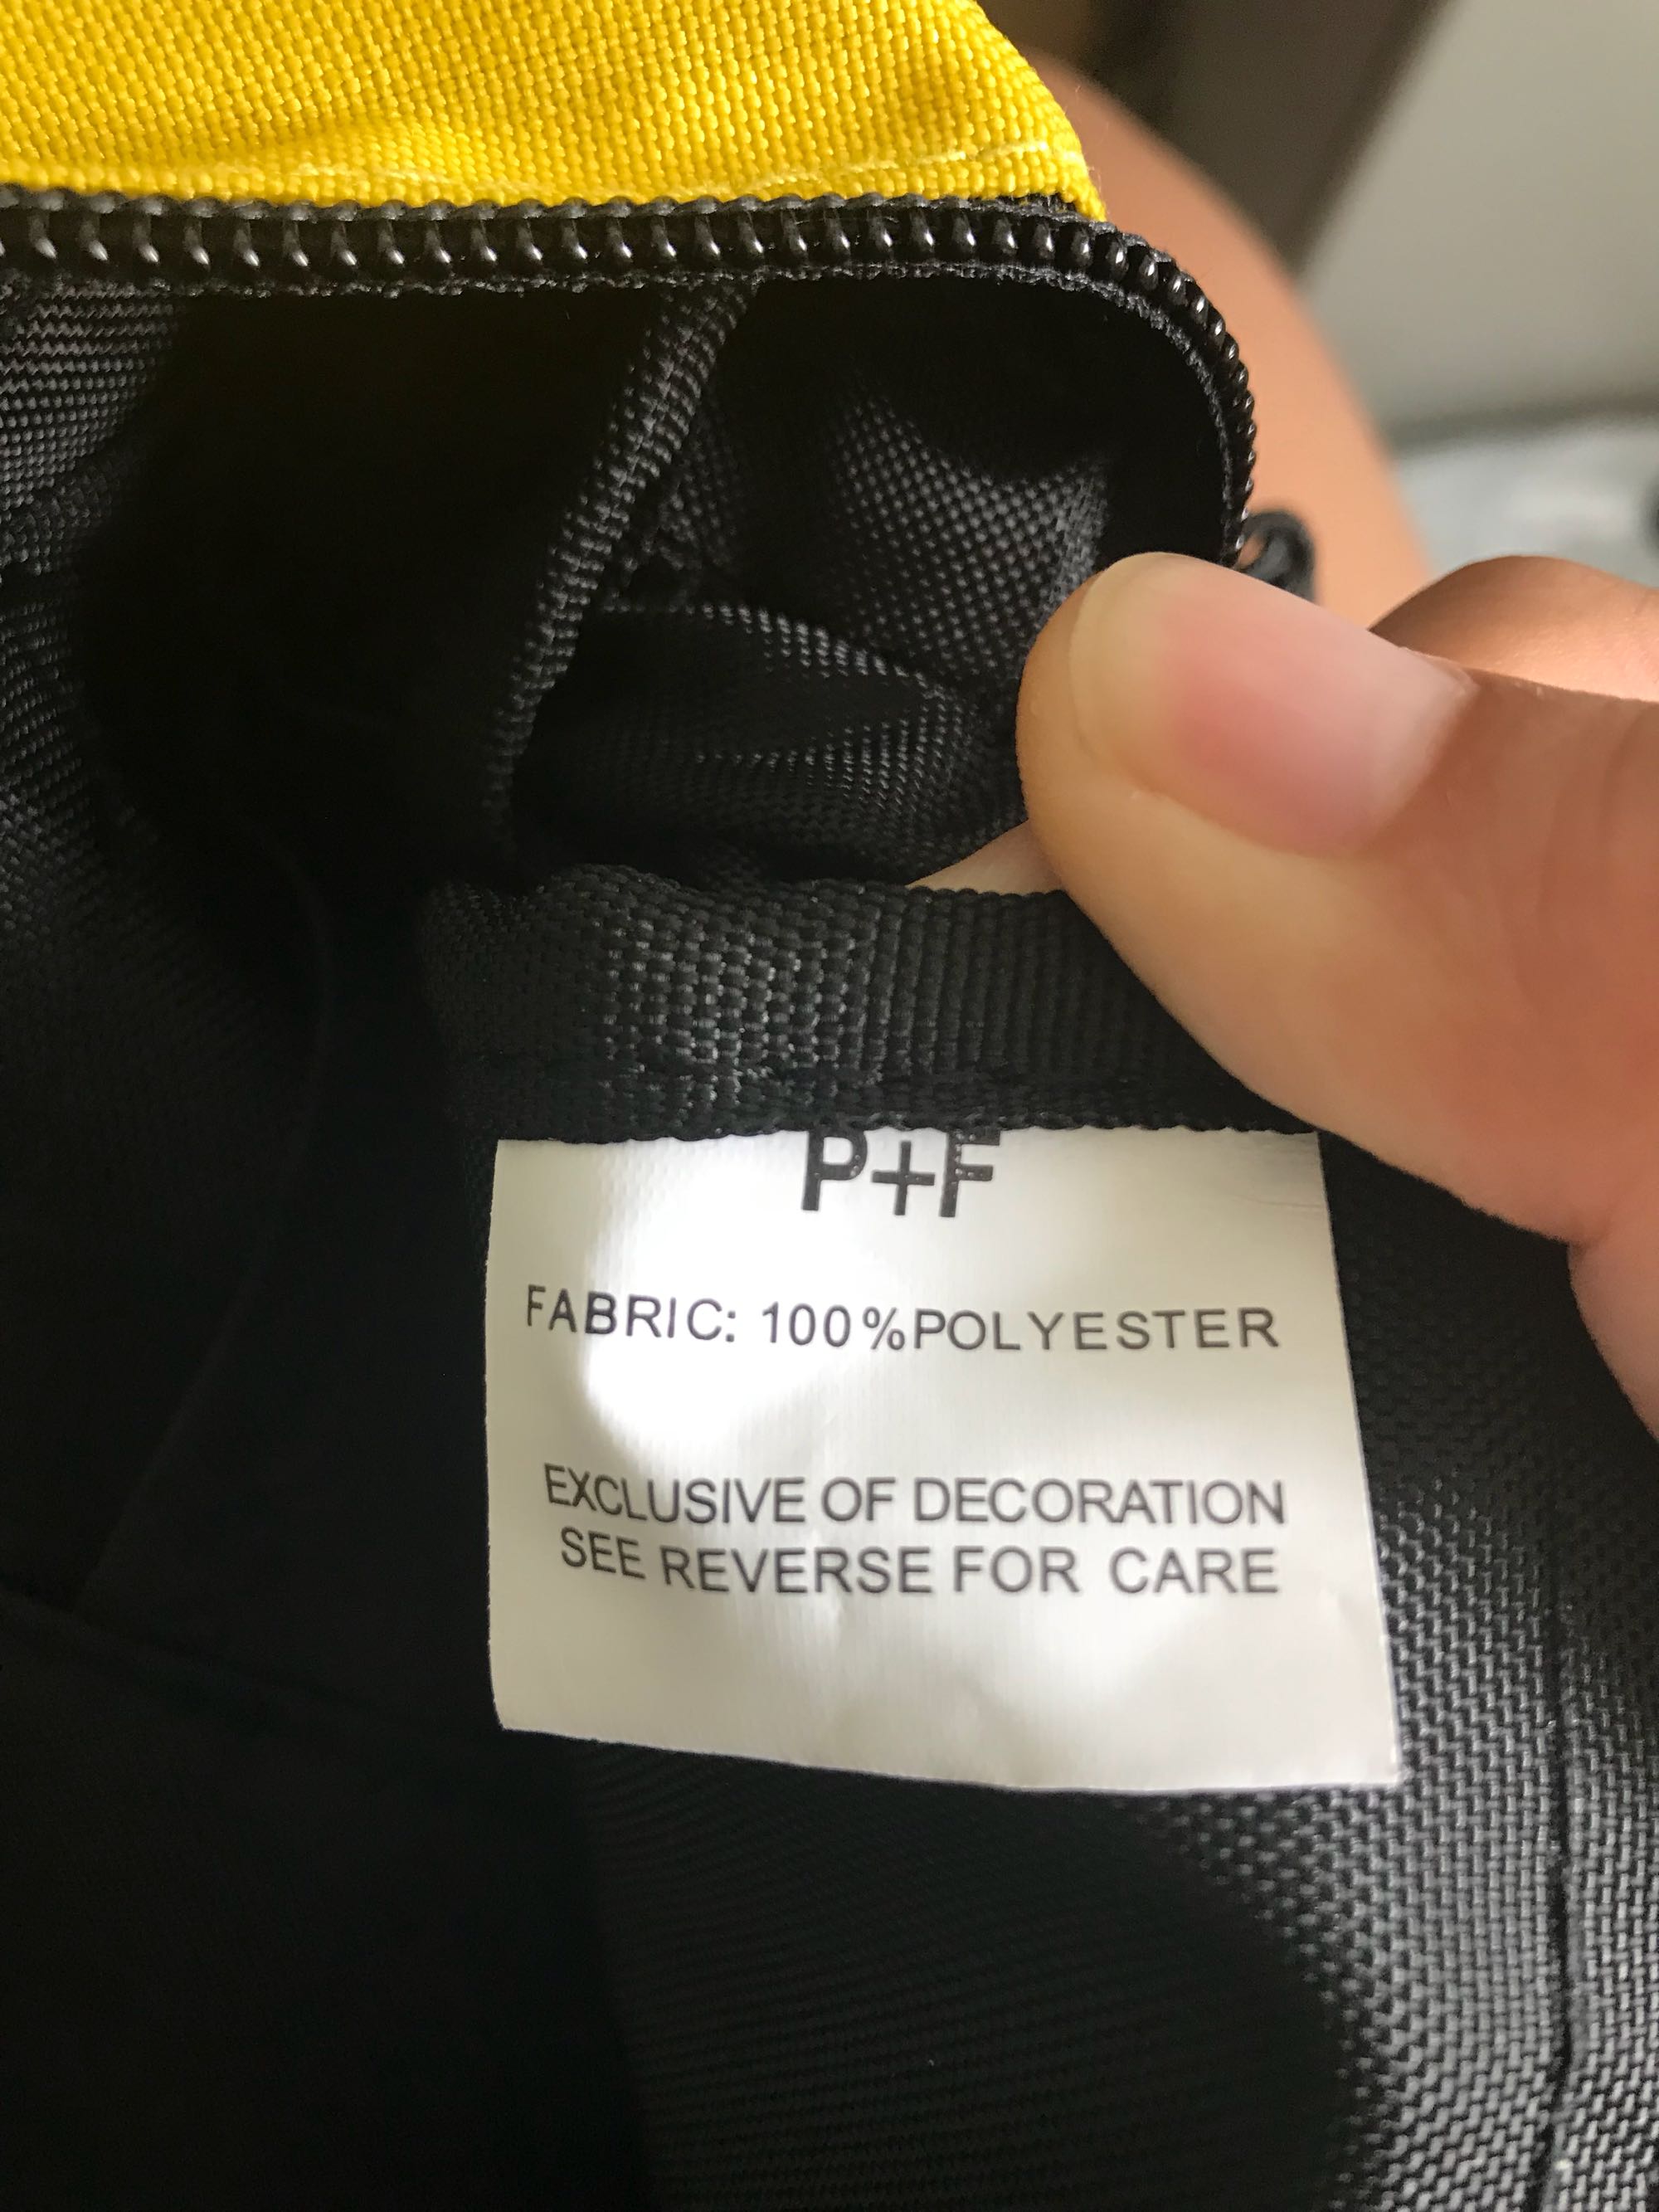 P+F
FABRIC: 100%POLYESTER
EXCLUSIVE OF DECORATION
SEE REVERSE FOR CARE